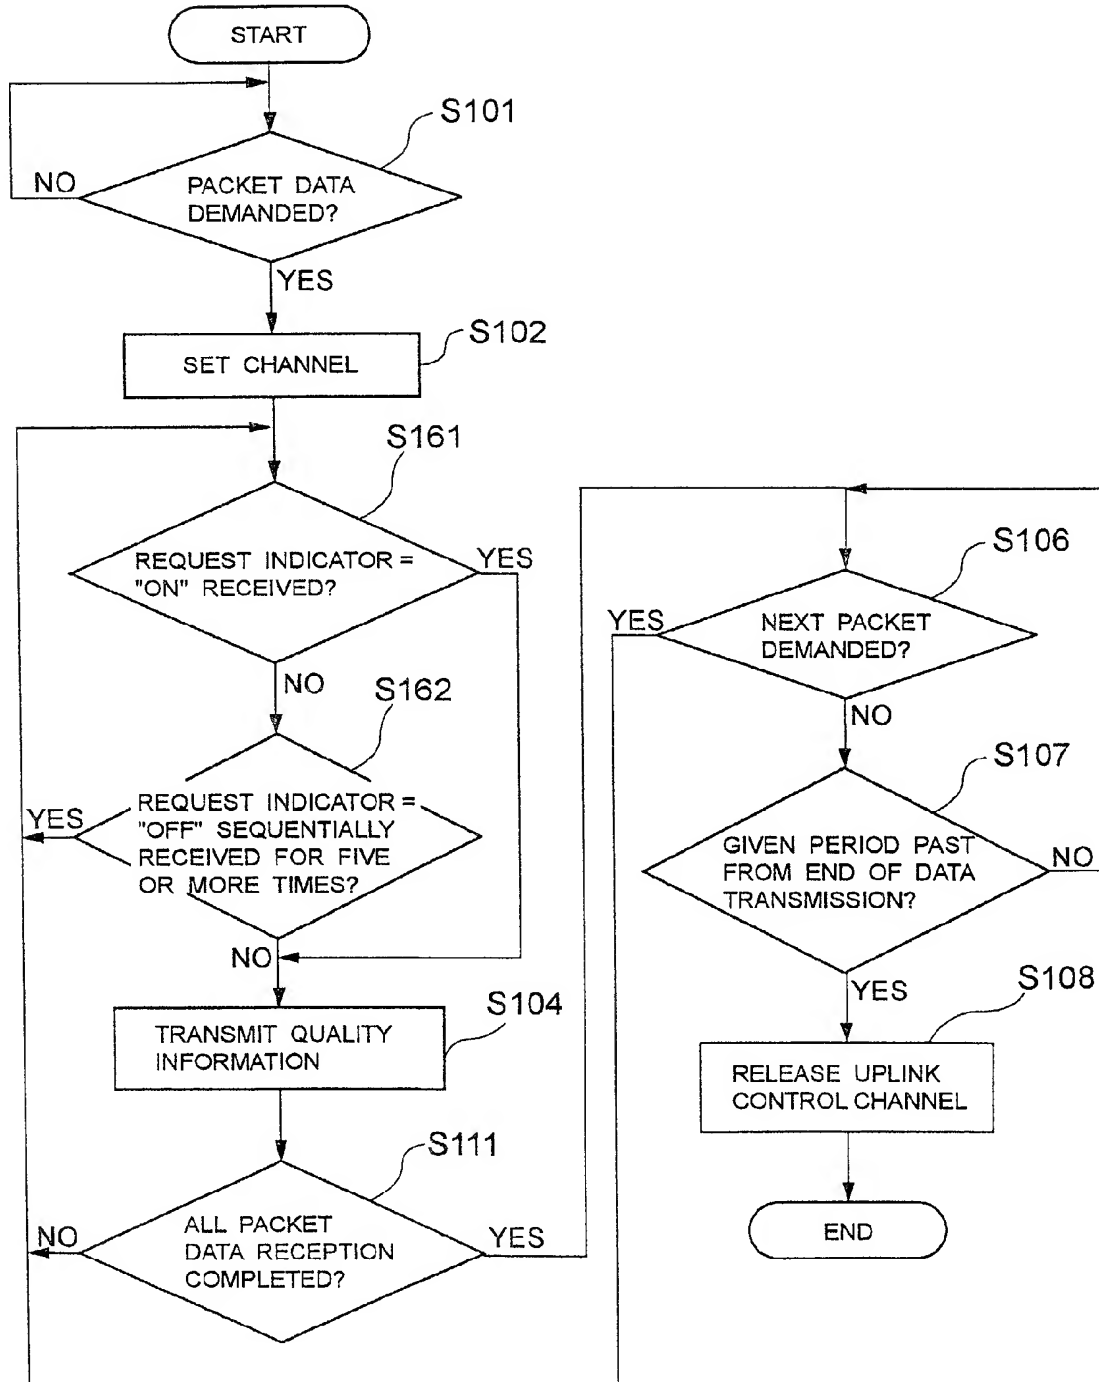 START
S101
NO
PACKET DATA
DEMANDED?
YES
S102
SET CHANNEL
S161
REQUEST INDICATOR =
"ON" RECEIVED?
YES
NO
S162
YES
REQUEST INDICATOR =
"OFF" SEQUENTIALLY
RECEIVED FOR FIVE
OR MORE TIMES?
NO
S104
TRANSMIT QUALITY
INFORMATION
S111
NO
ALL PACKET
DATA RECEPTION
COMPLETED?
YES
S106
YES
NEXT PACKET
DEMANDED?
NO
S107
GIVEN PERIOD PAST
FROM END OF DATA
TRANSMISSION?
NO
YES
S108
RELEASE UPLINK
CONTROL CHANNEL
END